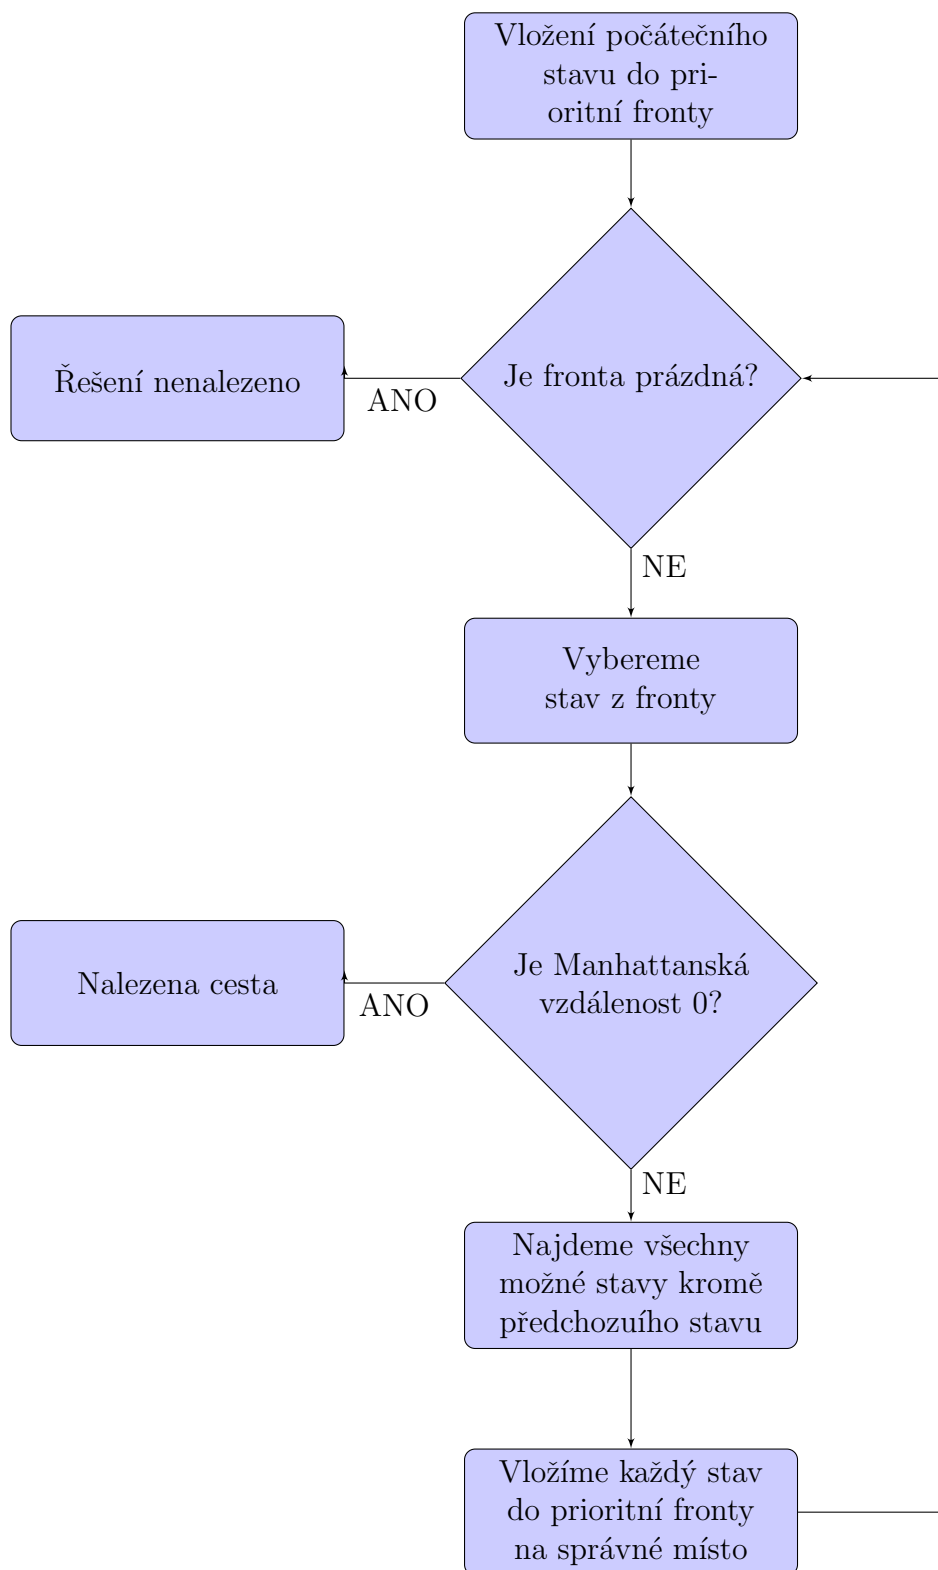 Vložení počátečního
stavu do pri-
oritní fronty
Je fronta prázdná?
Řešení nenalezeno
ANO
NE
Vybereme
stav z fronty
Je Manhattanská
vzdálenost 0?
Nalezena cesta
ANO
NE
Najdeme všechny
možné stavy kromě
předchozuího stavu
Vložíme každý stav
do prioritní fronty
na správné místo